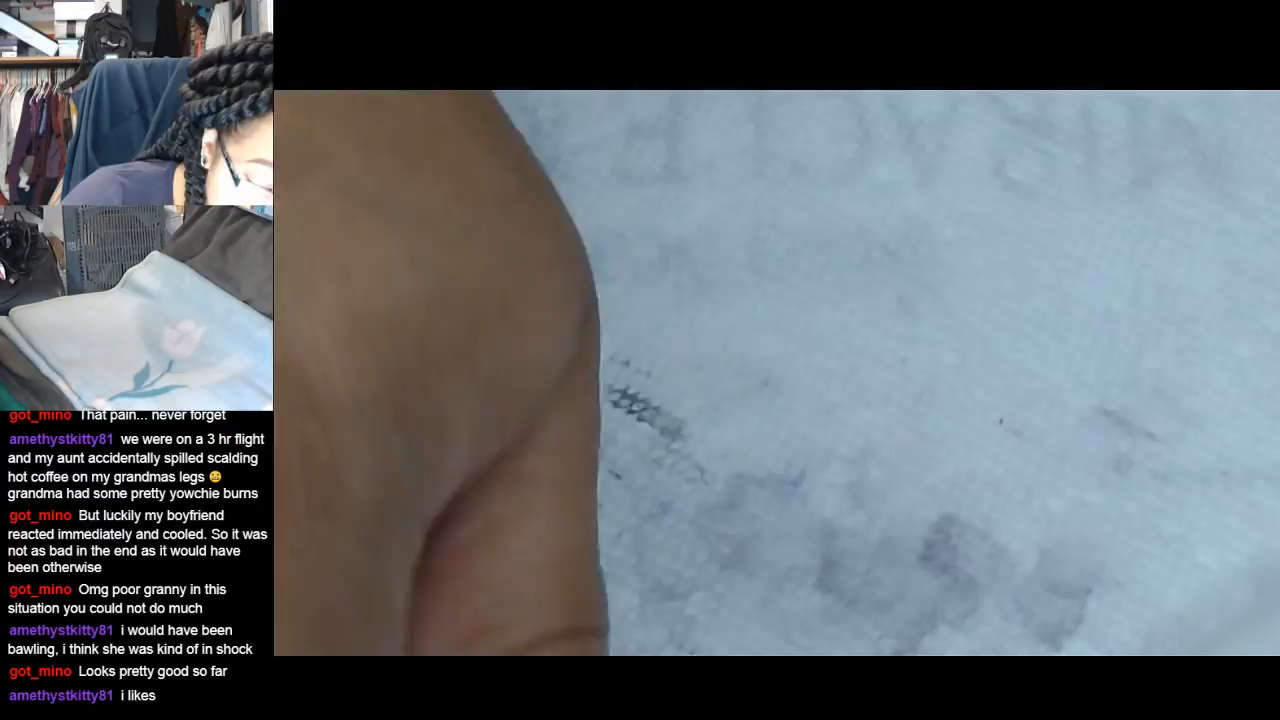 got_mino That pain... never forget
amethystkitty81 we were on a 3 hr flight
and my aunt accidentally spilled scalding
hot coffee on my grandmas legs 😬
grandma had some pretty yowchie burns
got_mino But luckily my boyfriend
reacted immediately and cooled. So it was
not as bad in the end as it would have
been otherwise
got_mino Omg poor granny in this
situation you could not do much
amethystkitty81 i would have been
bawling, i think she was kind of in shock
got_mino Looks pretty good so far
amethystkitty81 i likes